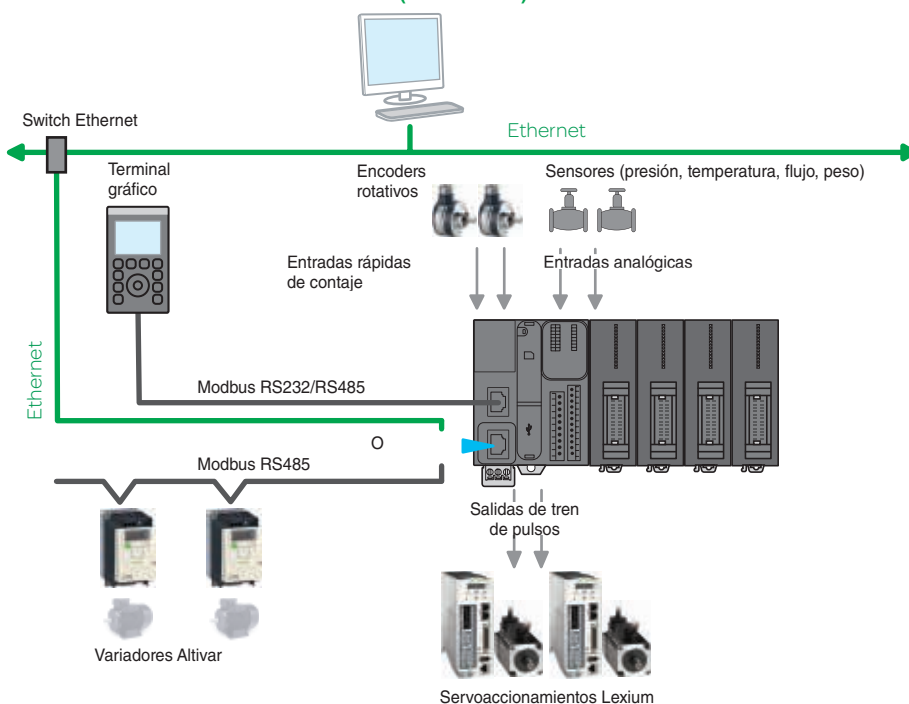 Switch Ethernet
Ethernet
Terminal
gráfico
Encoders
rotativos
Sensores (presión, temperatura, flujo, peso)
Entradas rápidas
de contaje
Entradas analógicas
Ethernet
Modbus RS232/RS485
O
Modbus RS485
Salidas de tren
de pulsos
Variadores Altivar
Servoaccionamientos Lexium